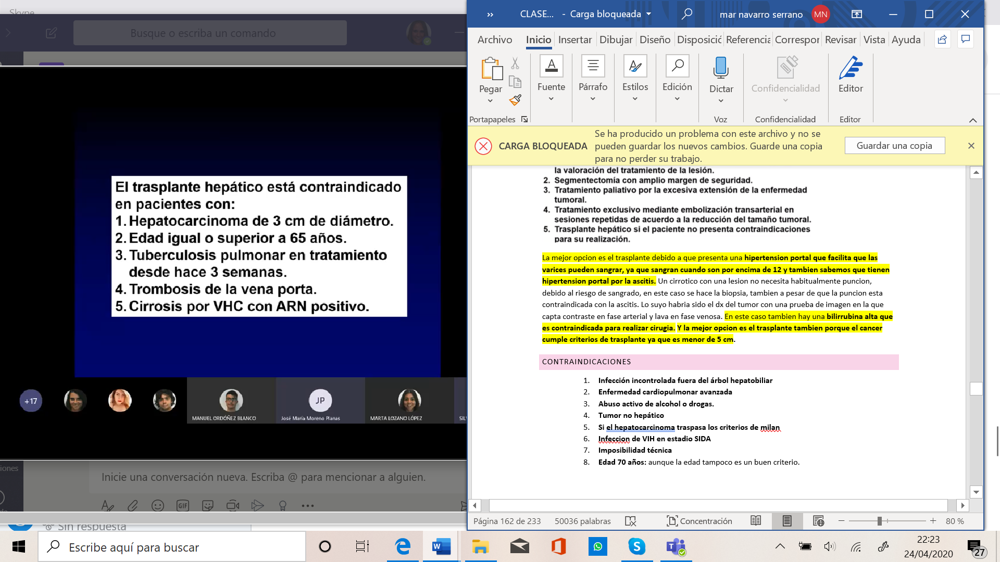 Skype
Busque o escriba un comando
El trasplante hepático está contraindicado
en pacientes con:
1. Hepatocarcinoma de 3 cm de diámetro.
2. Edad igual o superior a 65 años.
3. Tuberculosis pulmonar en tratamiento
desde hace 3 semanas.
4. Trombosis de la vena porta.
5. Cirrosis por VHC con ARN positivo.
+17
JP
MANUEL ORDÓÑEZ BLANCO
José María Moreno Planas
MARTA LOZANO LÓPEZ
SIL
iones
Inicie una conversación nueva. Escriba @ para mencionar a alguien.
GIF
Sin respuesta
CLASE... - Carga bloqueada
mar navarro serrano
MN
Archivo Inicio Insertar Dibujar Diseño Disposició Referencia Correspor Revisar Vista Ayuda
Pegar
Fuente
Párrafo
Estilos
Edición
Dictar
Confidencialidad
Editor
Portapapeles
Voz
Confidencialidad
Editor
CARGA BLOQUEADA
Se ha producido un problema con este archivo y no se
pueden guardar los nuevos cambios. Guarde una copia
para no perder su trabajo.
Guardar una copia
la valoración del tratamiento de la lesión.
2. Segmentectomía con amplio margen de seguridad.
3. Tratamiento paliativo por la excesiva extensión de la enfermedad
tumoral.
4. Tratamiento exclusivo mediante embolización transarterial en
sesiones repetidas de acuerdo a la reducción del tamaño tumoral.
5. Trasplante hepático si el paciente no presenta contraindicaciones
para su realización.
La mejor opcion es el trasplante debido a que presenta una hipertension portal que facilita que las
varices pueden sangrar, ya que sangran cuando son por encima de 12 y tambien sabemos que tienen
hipertension portal por la ascitis. Un cirrotico con una lesion no necesita habitualmente puncion,
debido al riesgo de sangrado, en este caso se hace la biopsia, tambien a pesar de que la puncion esta
contraindicada con la ascitis. Lo suyo habria sido el dx del tumor con una prueba de imagen en la que
capta contraste en fase arterial y lava en fase venosa. En este caso tambien hay una bilirrubina alta que
es contraindicada para realizar cirugia. Y la mejor opcion es el trasplante tambien porque el cancer
cumple criterios de trasplante ya que es menor de 5 cm.
CONTRAINDICACIONES
1. Infección incontrolada fuera del árbol hepatobiliar
2. Enfermedad cardiopulmonar avanzada
3. Abuso activo de alcohol o drogas.
4. Tumor no hepático
5. Si el hepatocarcinoma traspasa los criterios de milan
6. Infeccion de VIH en estadio SIDA
7. Imposibilidad técnica
8. Edad 70 años: aunque la edad tampoco es un buen criterio.
Página 162 de 233
50036 palabras
Concentración
80 %
Escribe aquí para buscar
22:23
24/04/2020
27